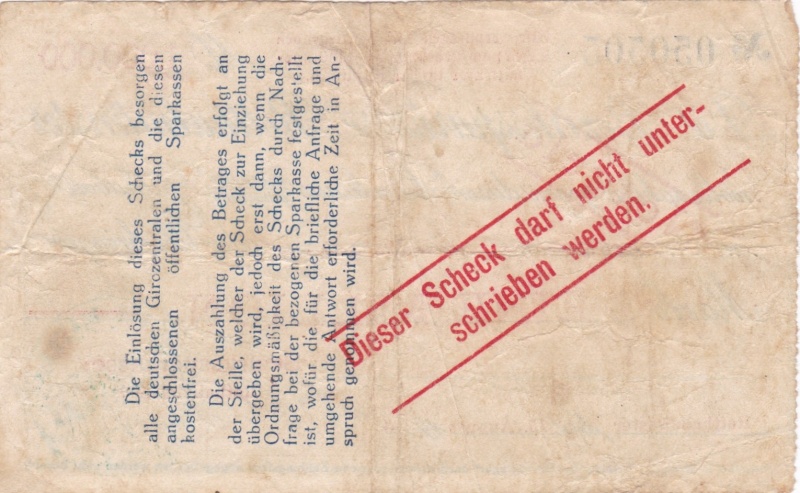 Die Einlösung dieses Schecks besorgen
alle deutschen Girozentralen und die diesen
angeschlossenen öffentlichen Sparkassen
kostenfrei.
Die Auszahlung des Betrages erfolgt an
der Stelle, welcher der Scheck zur Einziehung
übergeben wird, jedoch erst dann, wenn die
Ordnungsmäßigkeit des Schecks durch Nach-
frage bei der bezogenen Sparkasse festgestellt
ist, wofür die für die briefliche Anfrage und
umgehende Antwort erforderliche Zeit in An-
spruch genommen wird.
Dieser Scheck darf nicht unter-
schrieben werden.